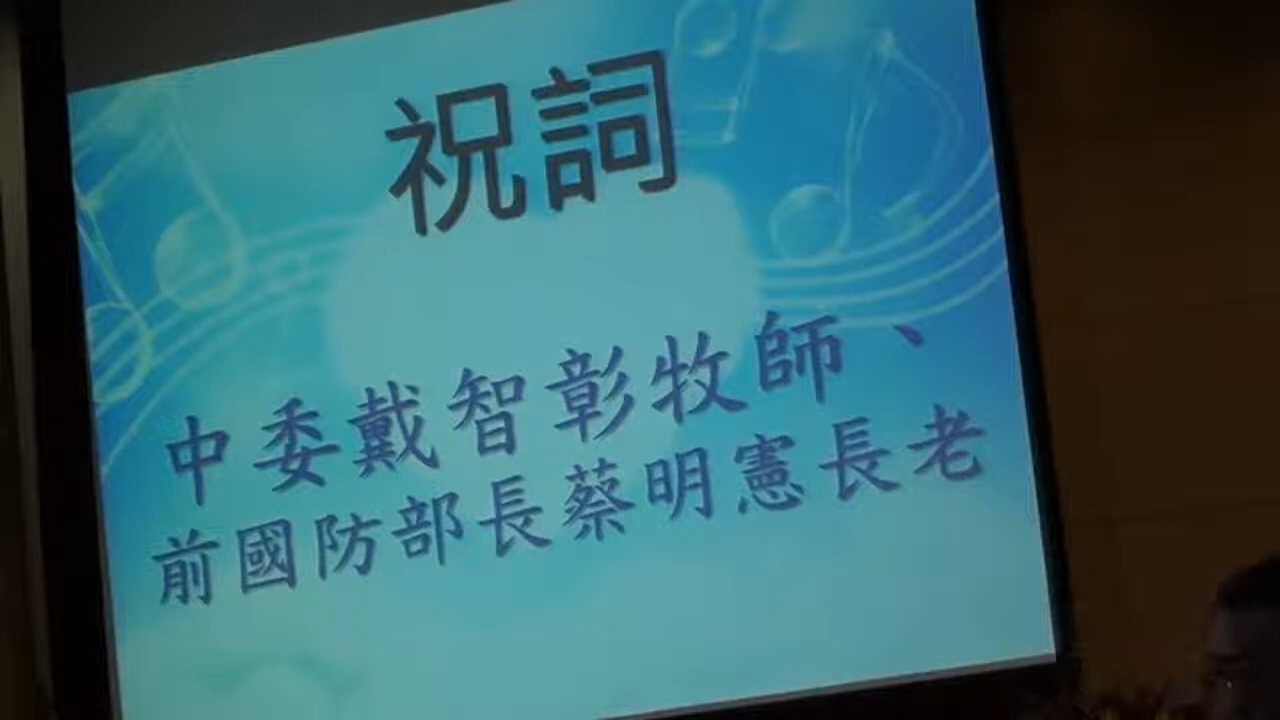 祝詞
中委戴智彰牧師、
前國防部長蔡明憲長老